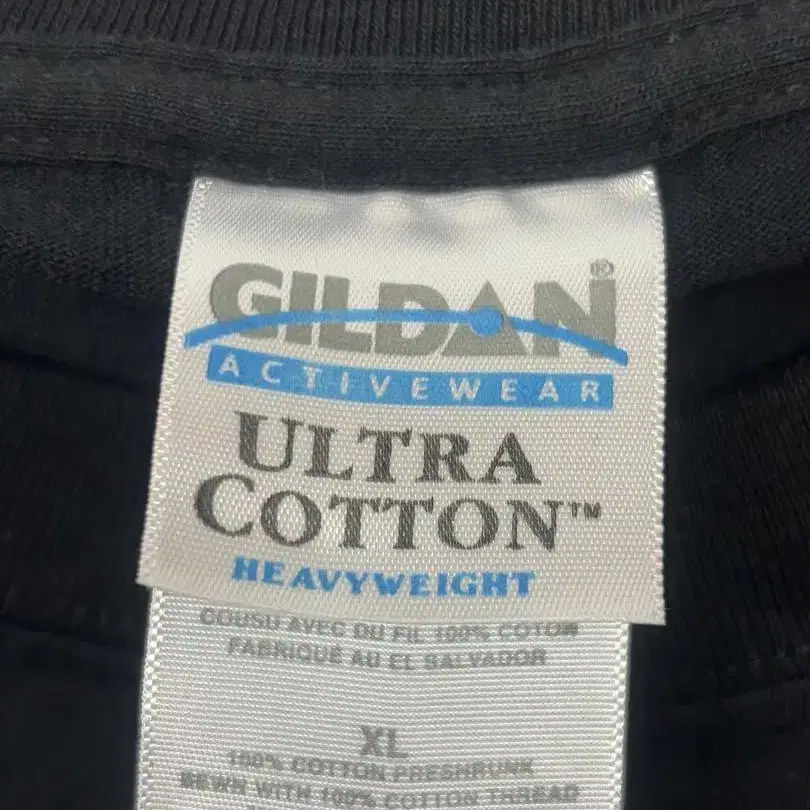 GILDAN®
ACTIVEWEAR
ULTRA
COTTON™
HEAVYWEIGHT
COUSU AVEC DU FIL 100% COTON
FABRIQUÉ AU EL SALVADOR
XL
100% COTTON PRESHRUNK
SEWN WITH 100% COTTON THREAD